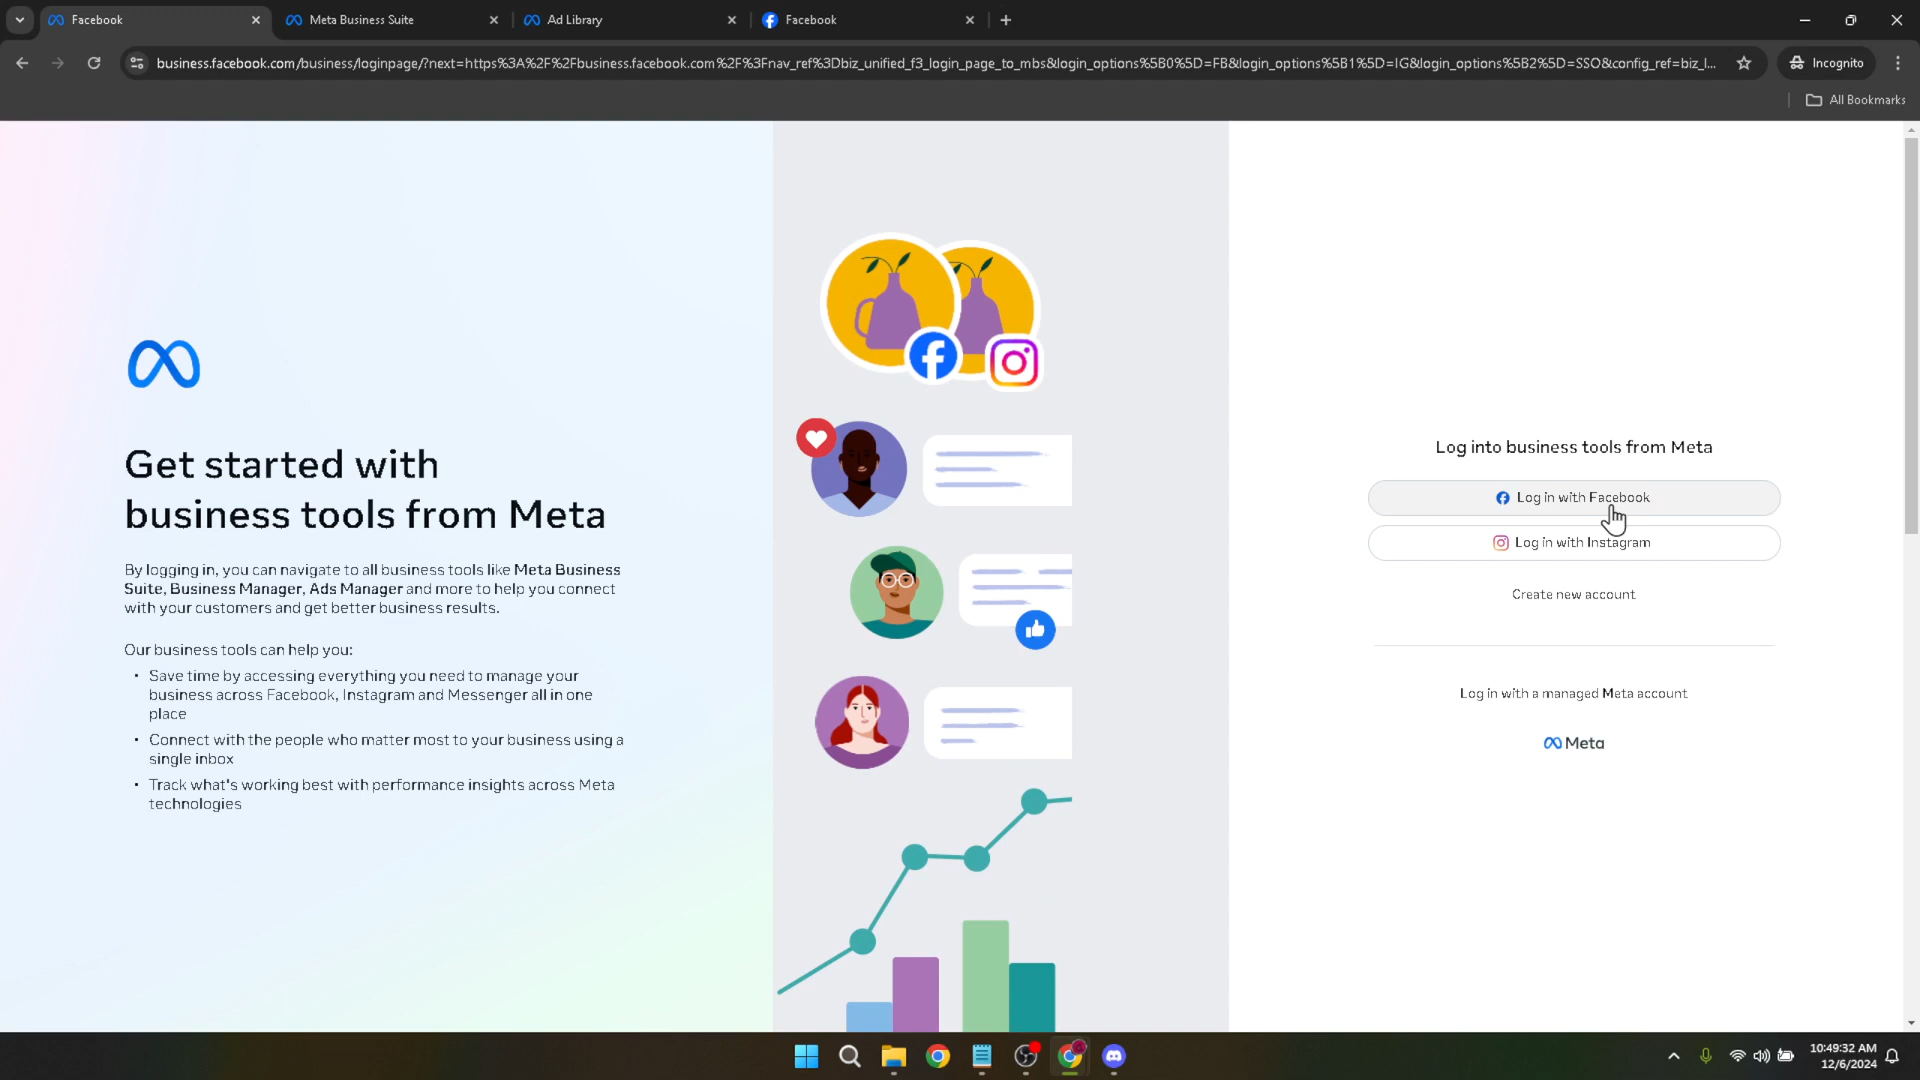 Facebook
Meta Business Suite
Ad Library
Facebook
business.facebook.com/business/loginpage/?next=https%3A%2F%2Fbusiness.facebook.com%2F%3Fnav_ref%3Dbiz_unified_f3_login_page_to_mbs&login_options%5B0%5D=FB&login_options%5B1%5D=IG&login_options%5B2%5D=SSO&config_ref=biz_l...
Incognito
All Bookmarks
Get started with
business tools from Meta
By logging in, you can navigate to all business tools like Meta Business
Suite, Business Manager, Ads Manager and more to help you connect
with your customers and get better business results.
Our business tools can help you:
• Save time by accessing everything you need to manage your
business across Facebook, Instagram and Messenger all in one
place
• Connect with the people who matter most to your business using a
single inbox
• Track what's working best with performance insights across Meta
technologies
Log into business tools from Meta
Log in with Facebook
Log in with Instagram
Create new account
Log in with a managed Meta account
Meta
10:49:32 AM
12/6/2024